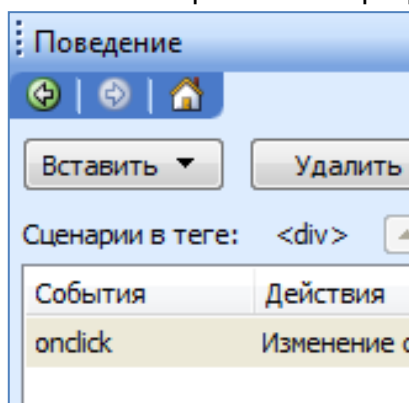 Поведение
Вставить Удалить
Сценарии в теге: <div>
События Действия
onclick Изменение